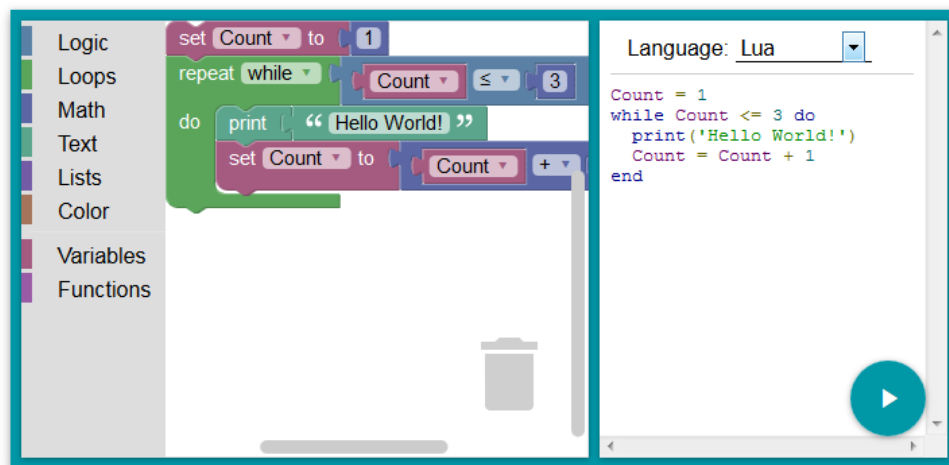 Logic
Loops
Math
Text
Lists
Color
Variables
Functions
set Count to 1
repeat while Count ≤ 3
do print “ Hello World! ”
set Count to Count +
Language: Lua
Count = 1
while Count <= 3 do
  print('Hello World!')
  Count = Count + 1
end